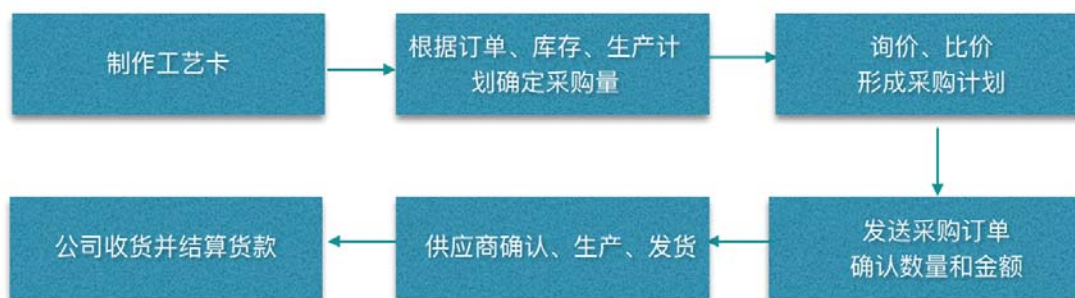 制作工艺卡
根据订单、库存、生产计
划确定采购量
询价、比价
形成采购计划
发送采购订单
确认数量和金额
供应商确认、生产、发货
公司收货并结算货款